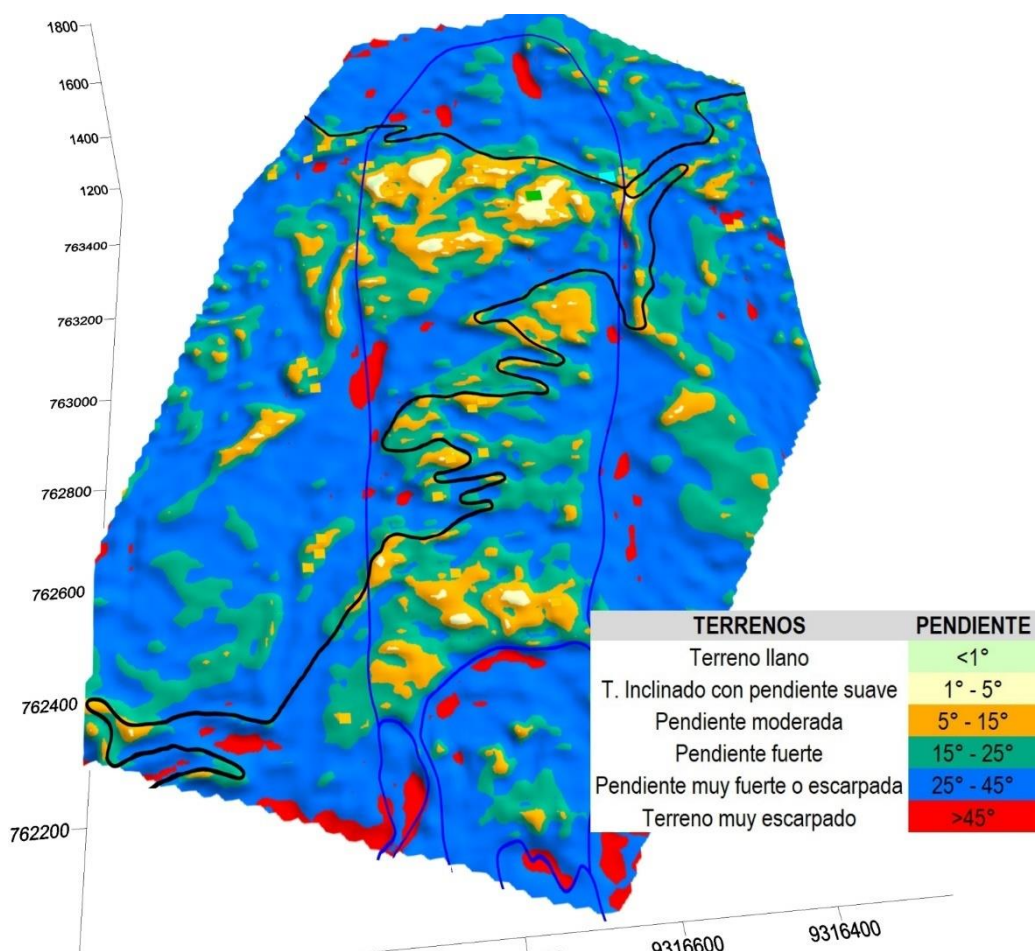 1800
1600
1400
1200
763400
763200
763000
762800
762600
762400
762200
TERRENOS PENDIENTE
Terreno llano <1°
T. Inclinado con pendiente suave 1° - 5°
Pendiente moderada 5° - 15°
Pendiente fuerte 15° - 25°
Pendiente muy fuerte o escarpada 25° - 45°
Terreno muy escarpado >45°
9316600
9316400